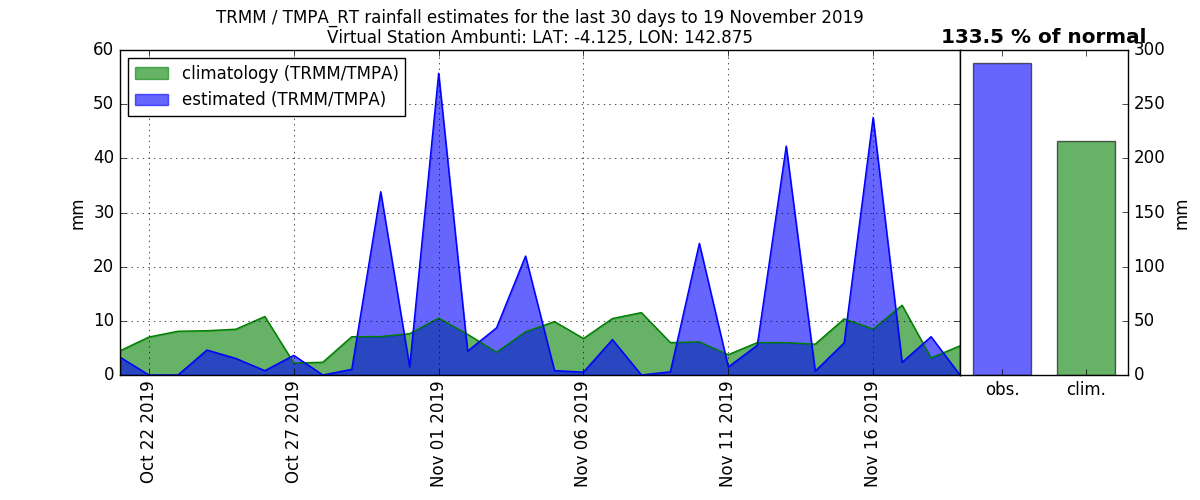 TRMM / TMPA_RT rainfall estimates for the last 30 days to 19 November 2019
Virtual Station Ambunti: LAT: -4.125, LON: 142.875
133.5 % of normal
climatology (TRMM/TMPA)
estimated (TRMM/TMPA)
60
50
40
30
20
10
0
mm
300
250
200
150
100
50
0
mm
Oct 22 2019
Oct 27 2019
Nov 01 2019
Nov 06 2019
Nov 11 2019
Nov 16 2019
obs.
clim.